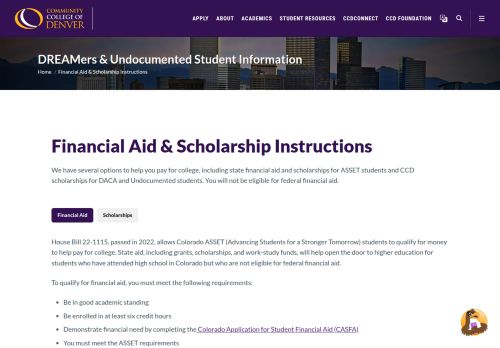 COMMUNITY
COLLEGE OF
DENVER
APPLY ABOUT ACADEMICS STUDENT RESOURCES CCDCONNECT CCD FOUNDATION
DREAMers & Undocumented Student Information
Home / Financial Aid & Scholarship Instructions
Financial Aid & Scholarship Instructions
We have several options to help you pay for college, including state financial aid and scholarships for ASSET students and CCD
scholarships for DACA and Undocumented students. You will not be eligible for federal financial aid.
Financial Aid Scholarships
House Bill 22-1115, passed in 2022, allows Colorado ASSET (Advancing Students for a Stronger Tomorrow) students to qualify for money
to help pay for college. State aid, including grants, scholarships, and work-study funds, will help open the door to higher education for
students who have attended high school in Colorado but who are not eligible for federal financial aid.
To qualify for financial aid, you must meet the following requirements:
Be in good academic standing
Be enrolled in at least six credit hours
Demonstrate financial need by completing the Colorado Application for Student Financial Aid (CASFA)
You must meet the ASSET requirements